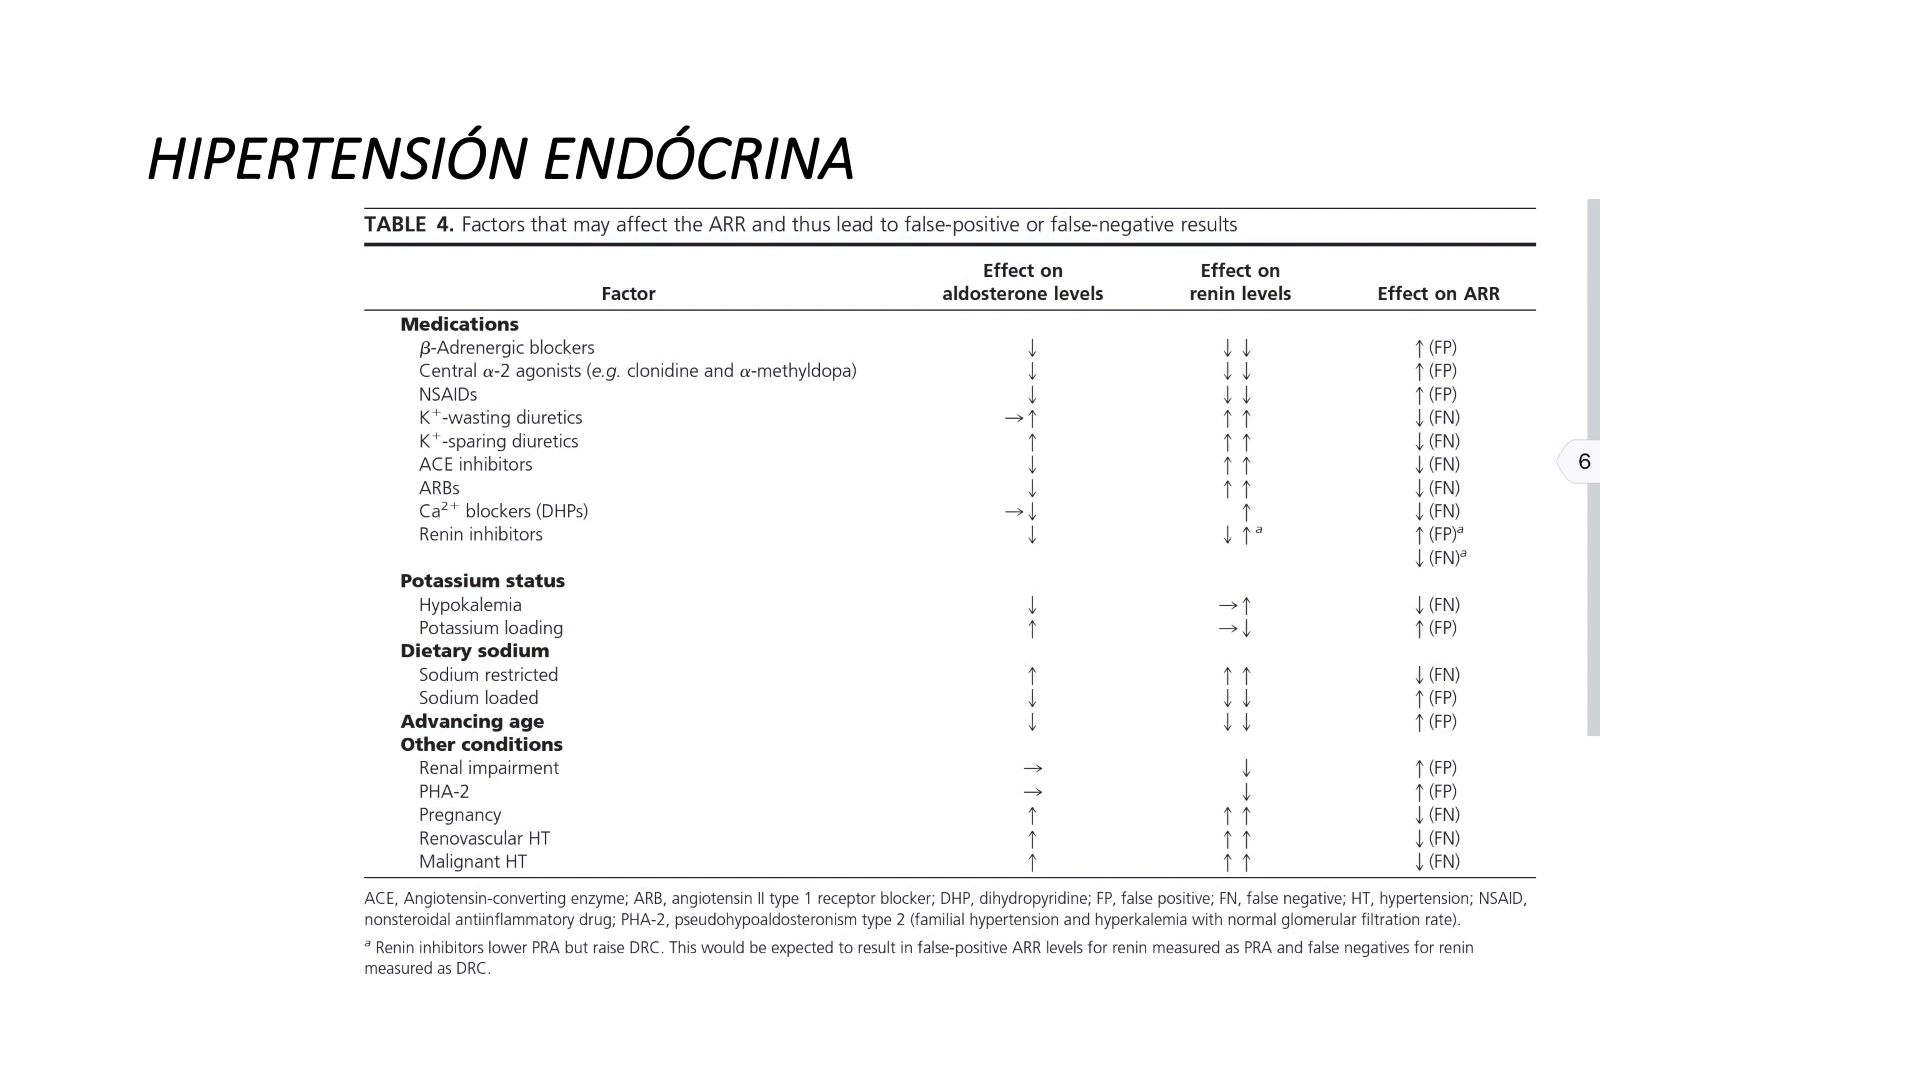 HIPERTENSIÓN ENDÓCRINA
TABLE 4. Factors that may affect the ARR and thus lead to false-positive or false-negative results
Factor Effect on aldosterone levels Effect on renin levels Effect on ARR
Medications
β-Adrenergic blockers ↓ ↓ ↓ ↑ (FP)
Central α-2 agonists (e.g. clonidine and α-methyldopa) ↓ ↓ ↓ ↑ (FP)
NSAIDs ↓ ↓ ↓ ↑ (FP)
K⁺-wasting diuretics →↑ ↑ ↑ ↓ (FN)
K⁺-sparing diuretics ↑ ↑ ↑ ↓ (FN)
ACE inhibitors ↓ ↑ ↑ ↓ (FN)
ARBs ↓ ↑ ↑ ↓ (FN)
Ca²⁺ blockers (DHPs) →↓ ↑ ↓ (FN)
Renin inhibitors ↓ ↓ ↑ᵃ ↑ (FP)ᵃ
↓ (FN)ᵃ
Potassium status
Hypokalemia ↓ →↑ ↓ (FN)
Potassium loading ↑ →↓ ↑ (FP)
Dietary sodium
Sodium restricted ↑ ↑ ↑ ↓ (FN)
Sodium loaded ↓ ↓ ↓ ↑ (FP)
Advancing age ↓ ↓ ↓ ↑ (FP)
Other conditions
Renal impairment → ↓ ↑ (FP)
PHA-2 → ↓ ↑ (FP)
Pregnancy ↑ ↑ ↑ ↓ (FN)
Renovascular HT ↑ ↑ ↑ ↓ (FN)
Malignant HT ↑ ↑ ↑ ↓ (FN)
ACE, Angiotensin-converting enzyme; ARB, angiotensin II type 1 receptor blocker; DHP, dihydropyridine; FP, false positive; FN, false negative; HT, hypertension; NSAID,
nonsteroidal antiinflammatory drug; PHA-2, pseudohypoaldosteronism type 2 (familial hypertension and hyperkalemia with normal glomerular filtration rate).
ᵃ Renin inhibitors lower PRA but raise DRC. This would be expected to result in false-positive ARR levels for renin measured as PRA and false negatives for renin
measured as DRC.
6